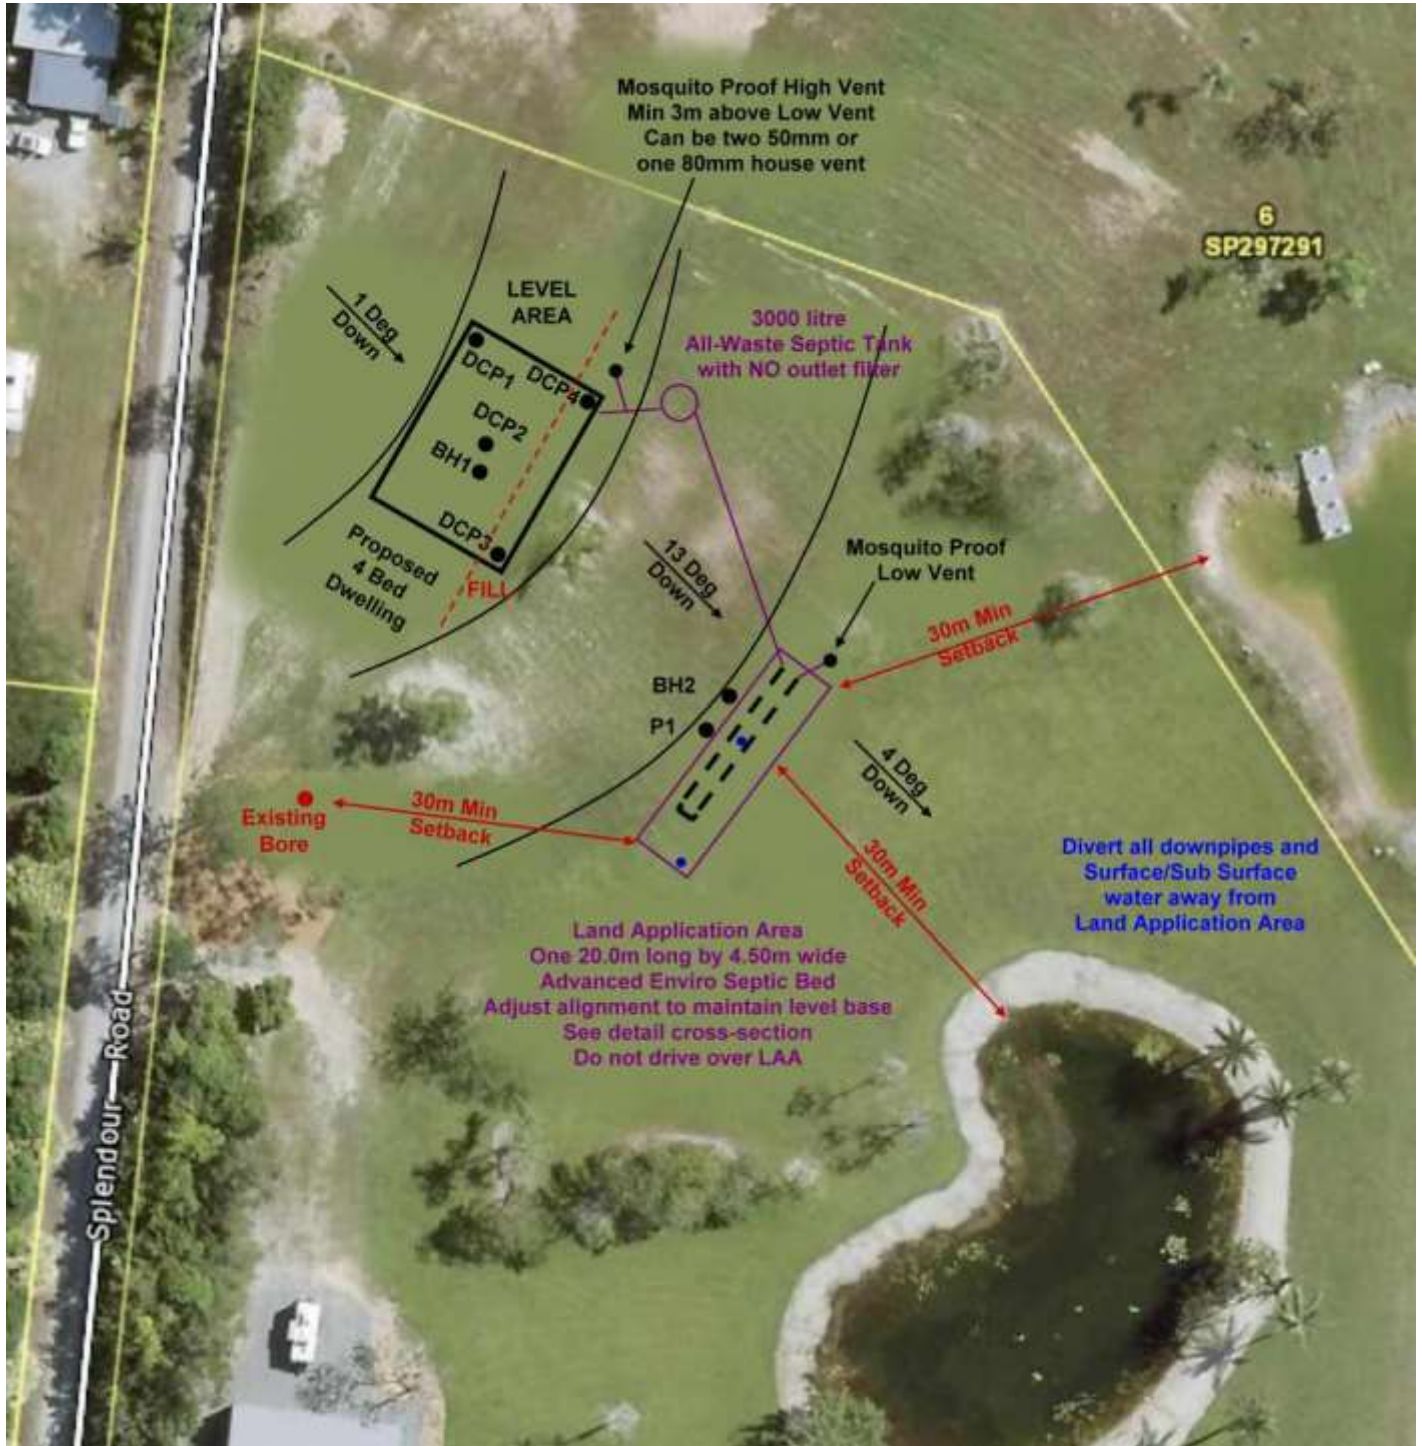 Mosquito Proof High Vent
Min 3m above Low Vent
Can be two 50mm or
one 80mm house vent
6
SP297291
LEVEL
AREA
1 Deg
Down
3000 litre
All-Waste Septic Tank
with NO outlet filter
DCP1
DCP4
DCP2
BH1
DCP3
FILL
Proposed
4 Bed
Dwelling
13 Deg
Down
Mosquito Proof
Low Vent
30m Min
Setback
BH2
P1
4 Deg
Down
Existing
Bore
30m Min
Setback
30m Min
Setback
Divert all downpipes and
Surface/Sub Surface
water away from
Land Application Area
Land Application Area
One 20.0m long by 4.50m wide
Advanced Enviro Septic Bed
Adjust alignment to maintain level base
See detail cross-section
Do not drive over LAA
Splendour Road